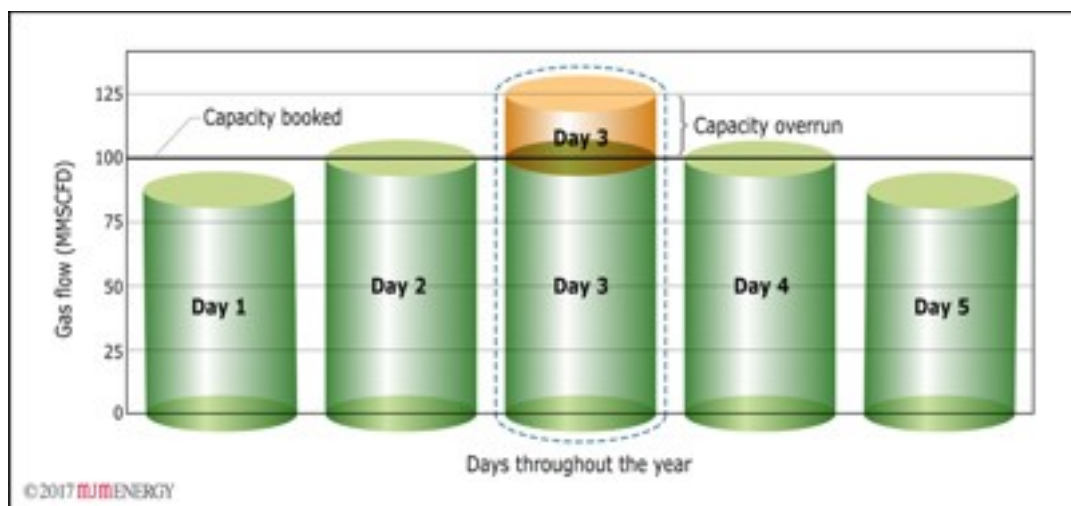 125
Capacity booked
Day 3
Capacity overrun
100
Gas flow (MMSCFD)
75
50
Day 1
Day 2
Day 3
Day 4
Day 5
25
0
Days throughout the year
©2017 MJMENERGY